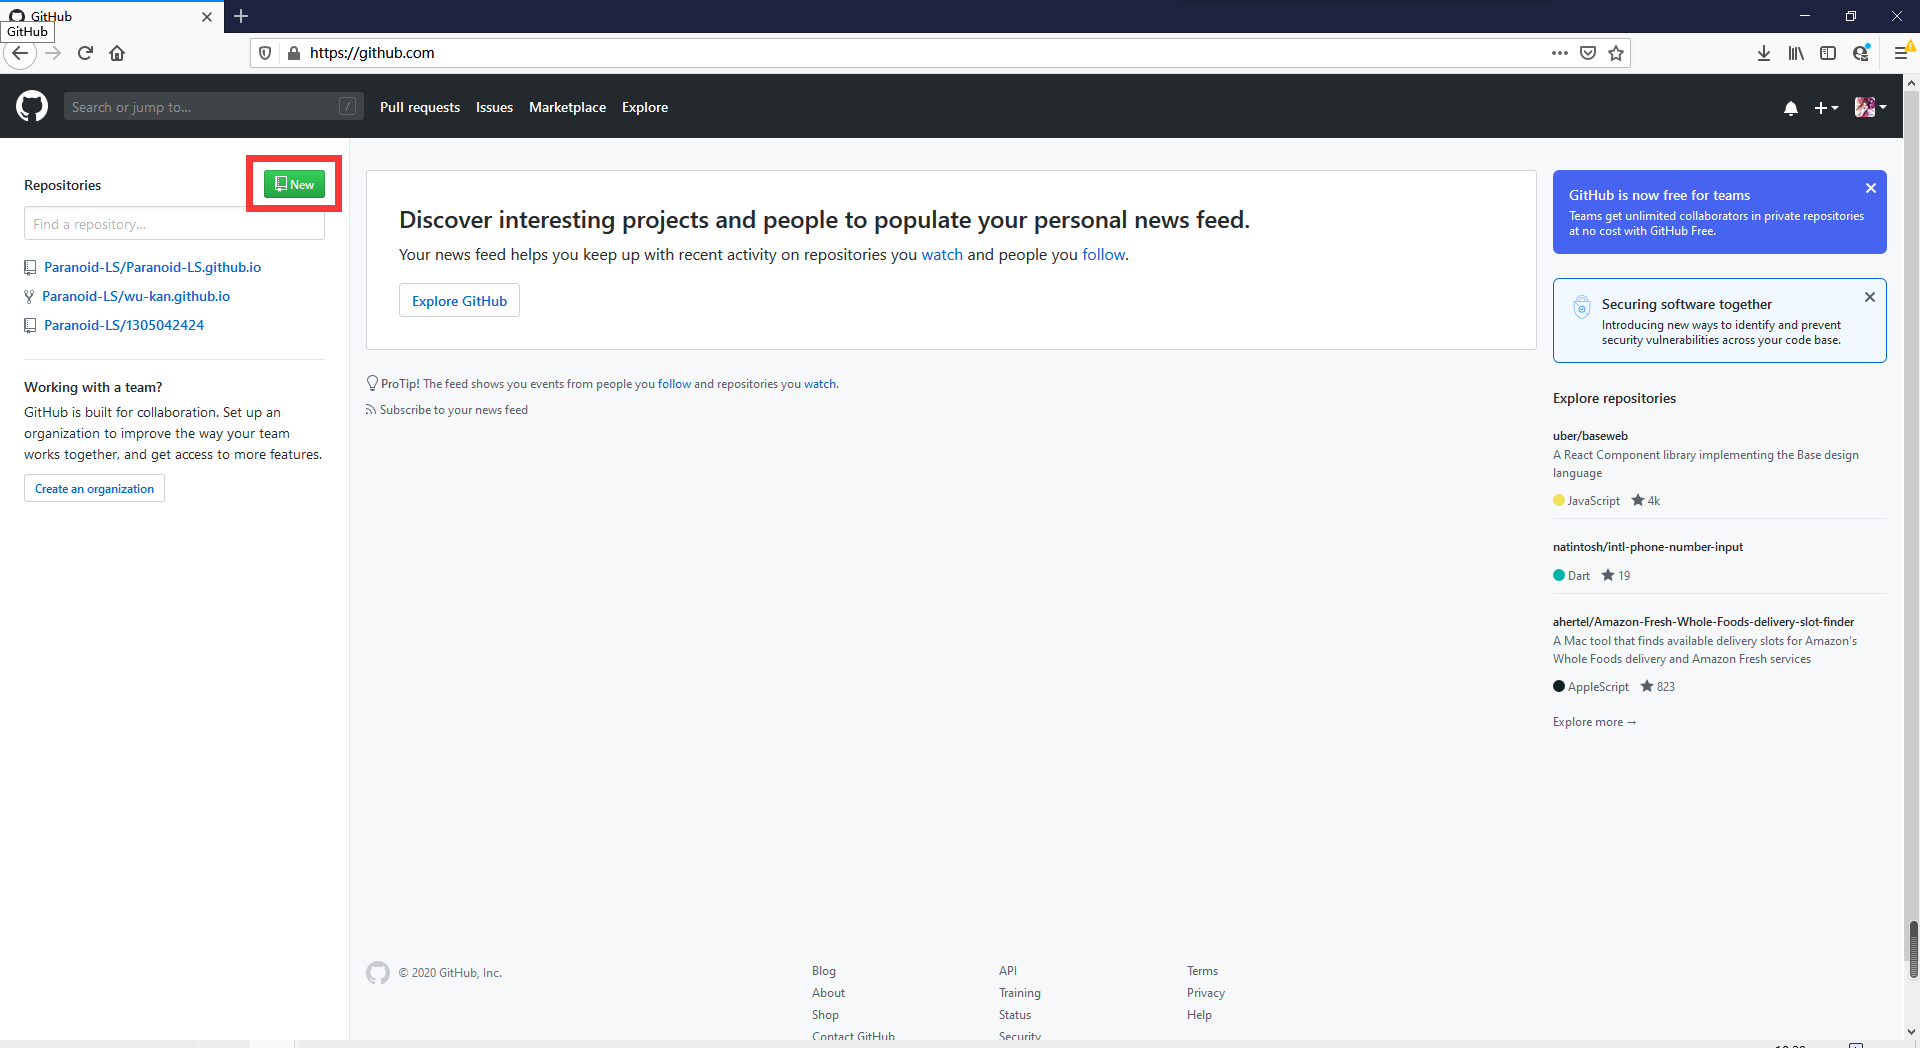 GitHub
GitHub
https://github.com
Search or jump to...
/
Pull requests
Issues
Marketplace
Explore
Repositories
New
Find a repository...
Paranoid-LS/Paranoid-LS.github.io
Paranoid-LS/wu-kan.github.io
Paranoid-LS/1305042424
Working with a team?
GitHub is built for collaboration. Set up an
organization to improve the way your team
works together, and get access to more features.
Create an organization
Discover interesting projects and people to populate your personal news feed.
Your news feed helps you keep up with recent activity on repositories you watch and people you follow.
Explore GitHub
ProTip! The feed shows you events from people you follow and repositories you watch.
Subscribe to your news feed
GitHub is now free for teams
Teams get unlimited collaborators in private repositories
at no cost with GitHub Free.
Securing software together
Introducing new ways to identify and prevent
security vulnerabilities across your code base.
Explore repositories
uber/baseweb
A React Component library implementing the Base design
language
JavaScript 4k
natintosh/intl-phone-number-input
Dart 19
ahertel/Amazon-Fresh-Whole-Foods-delivery-slot-finder
A Mac tool that finds available delivery slots for Amazon's
Whole Foods delivery and Amazon Fresh services
AppleScript 823
Explore more →
© 2020 GitHub, Inc.
Blog
About
Shop
Contact GitHub
API
Training
Status
Security
Terms
Privacy
Help